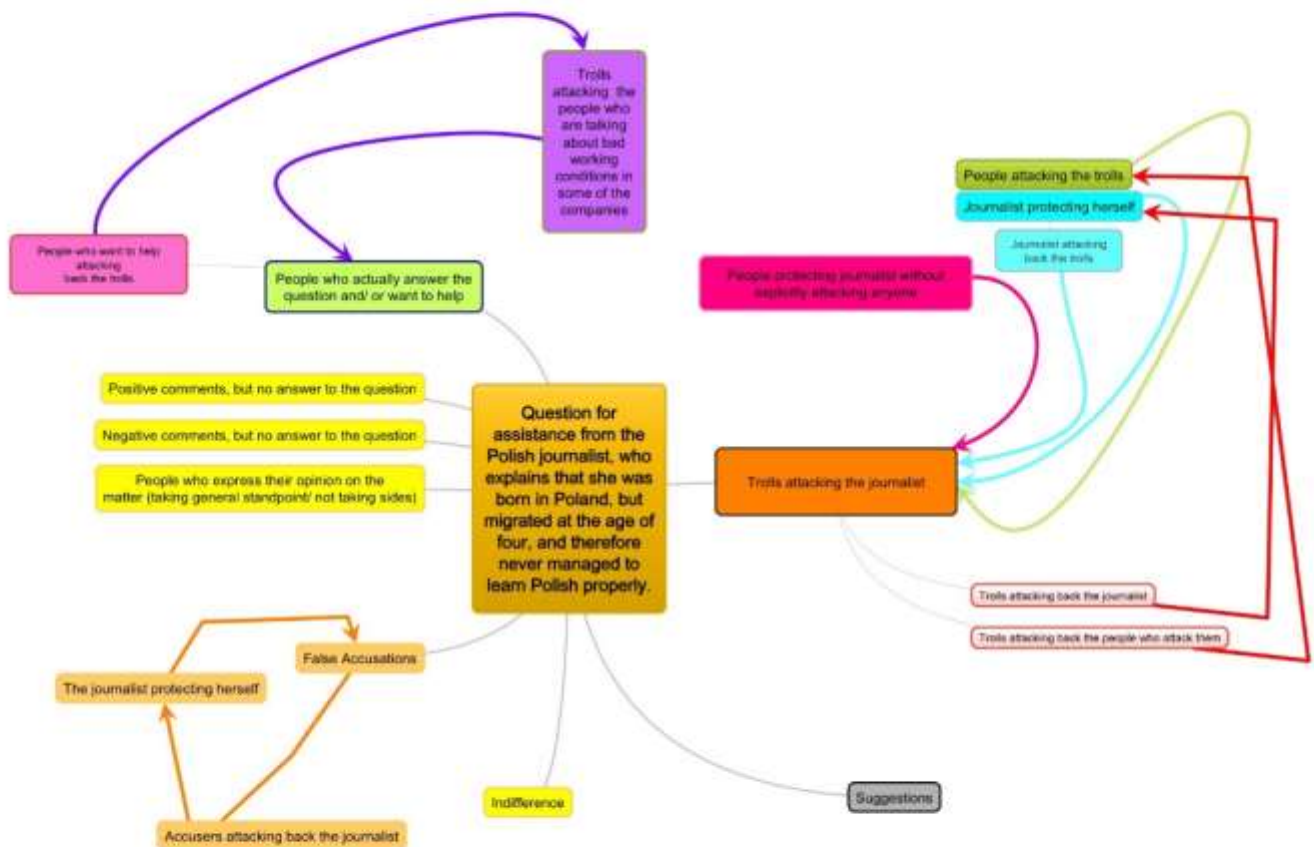 Trolls
attacking the
people who
are talking
about bad
working
conditions in
some of the
companies
People attacking the trolls
Journalist protecting herself
Journalist attacking
back the trolls
People who want to help
attacking
back the trolls
People who actually answer the
question and/ or want to help
People protecting journalist without
explicitly attacking anyone
Positive comments, but no answer to the question
Negative comments, but no answer to the question
People who express their opinion on the
matter (taking general standpoint/ not taking sides)
Question for
assistance from the
Polish journalist, who
explains that she was
born in Poland, but
migrated at the age of
four, and therefore
never managed to
learn Polish properly.
Trolls attacking the journalist
Trolls attacking back the journalist
Trolls attacking back the people who attack them
False Accusations
The journalist protecting herself
Accusers attacking back the journalist
Indifference
Suggestions